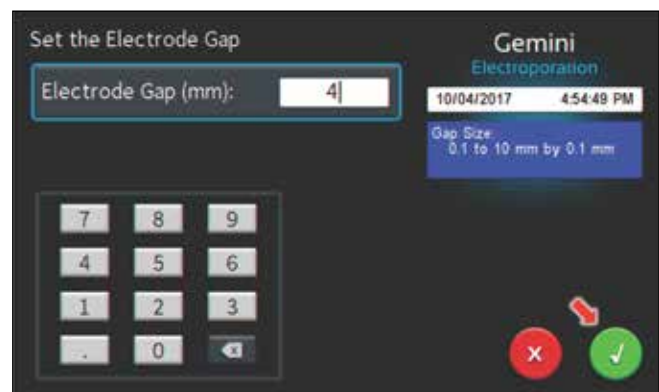 Set the Electrode Gap
Electrode Gap (mm): 4
Gemini
Electroporation
10/04/2017 4:54:49 PM
Gap Size:
0.1 to 10 mm by 0.1 mm
7 8 9
4 5 6
1 2 3
. 0